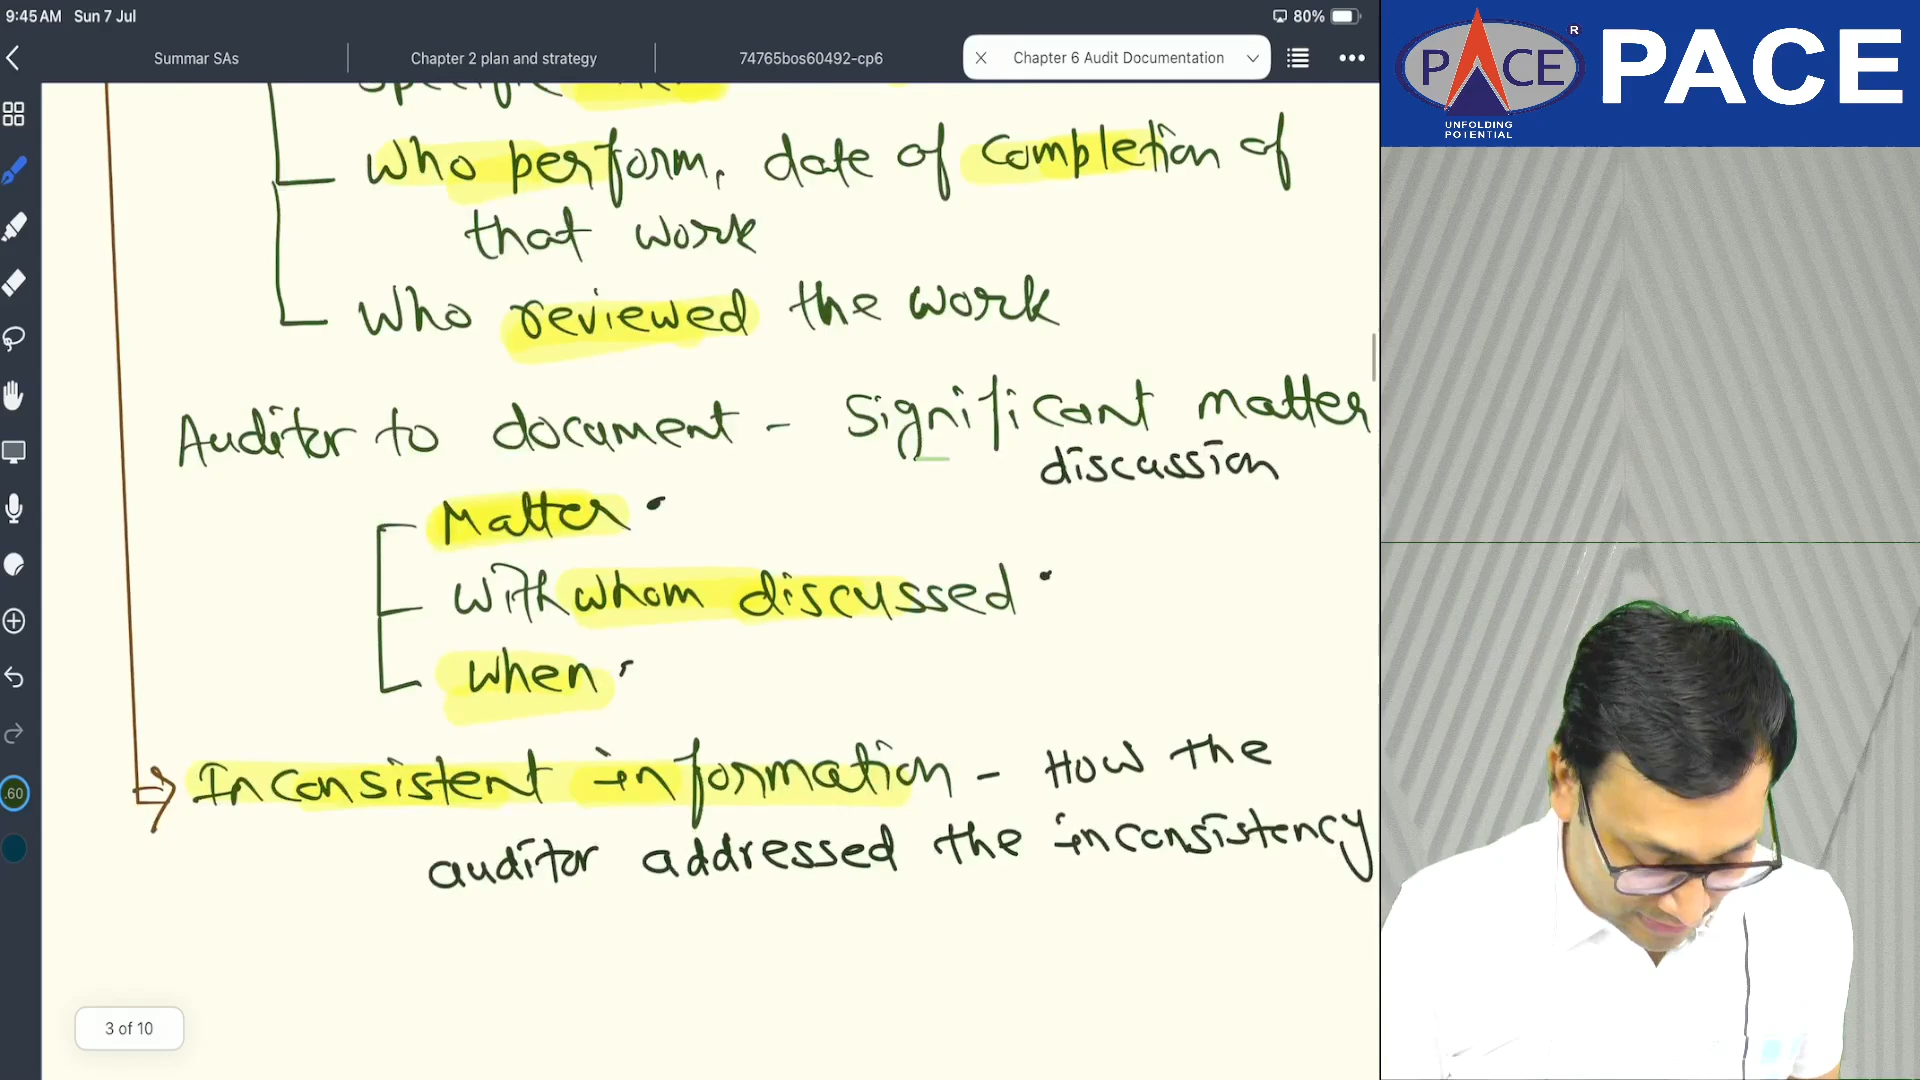 9:45 AM Sun 7 Jul
80%
Summar SAs
Chapter 2 plan and strategy
74765bos60492-cp6
Chapter 6 Audit Documentation
PACE
UNFOLDING
POTENTIAL
®
PACE
Specific
who perform, date of completion of
that work
who reviewed the work
Auditor to document - Significant matter
discussion
Matter
with whom discussed
when
Inconsistent information - How the
auditor addressed the inconsistency
.60
3 of 10